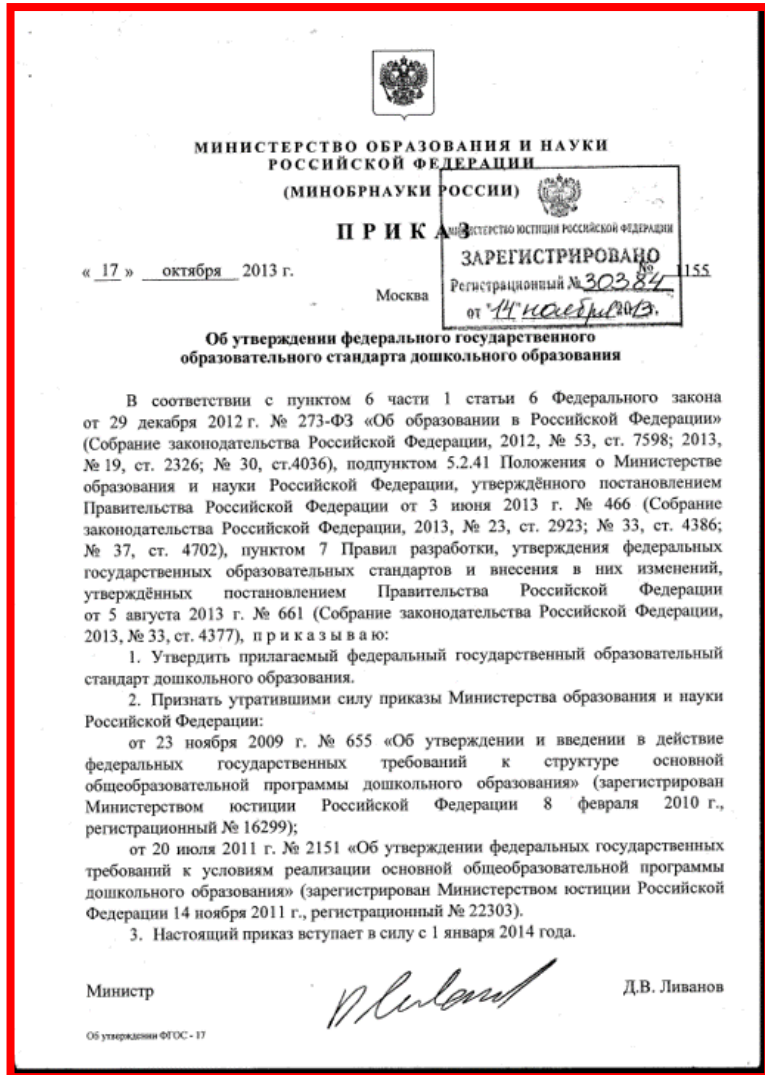 МИНИСТЕРСТВО ОБРАЗОВАНИЯ И НАУКИ
РОССИЙСКОЙ ФЕДЕРАЦИИ
(МИНОБРНАУКИ РОССИИ)
П Р И К А З
МИНИСТЕРСТВО ЮСТИЦИИ РОССИЙСКОЙ ФЕДЕРАЦИИ
ЗАРЕГИСТРИРОВАНО
Регистрационный № 30384
от "14" ноября 2013.
« 17 » октября 2013 г.
№ 1155
Москва
Об утверждении федерального государственного
образовательного стандарта дошкольного образования
В соответствии с пунктом 6 части 1 статьи 6 Федерального закона
от 29 декабря 2012 г. № 273-ФЗ «Об образовании в Российской Федерации»
(Собрание законодательства Российской Федерации, 2012, № 53, ст. 7598; 2013,
№ 19, ст. 2326; № 30, ст.4036), подпунктом 5.2.41 Положения о Министерстве
образования и науки Российской Федерации, утверждённого постановлением
Правительства Российской Федерации от 3 июня 2013 г. № 466 (Собрание
законодательства Российской Федерации, 2013, № 23, ст. 2923; № 33, ст. 4386;
№ 37, ст. 4702), пунктом 7 Правил разработки, утверждения федеральных
государственных образовательных стандартов и внесения в них изменений,
утверждённых постановлением Правительства Российской Федерации
от 5 августа 2013 г. № 661 (Собрание законодательства Российской Федерации,
2013, № 33, ст. 4377), п р и к а з ы в а ю:
1. Утвердить прилагаемый федеральный государственный образовательный
стандарт дошкольного образования.
2. Признать утратившими силу приказы Министерства образования и науки
Российской Федерации:
от 23 ноября 2009 г. № 655 «Об утверждении и введении в действие
федеральных государственных требований к структуре основной
общеобразовательной программы дошкольного образования» (зарегистрирован
Министерством юстиции Российской Федерации 8 февраля 2010 г.,
регистрационный № 16299);
от 20 июля 2011 г. № 2151 «Об утверждении федеральных государственных
требований к условиям реализации основной общеобразовательной программы
дошкольного образования» (зарегистрирован Министерством юстиции Российской
Федерации 14 ноября 2011 г., регистрационный № 22303).
3. Настоящий приказ вступает в силу с 1 января 2014 года.
Министр
Д.В. Ливанов
Об утверждении ФГОС - 17